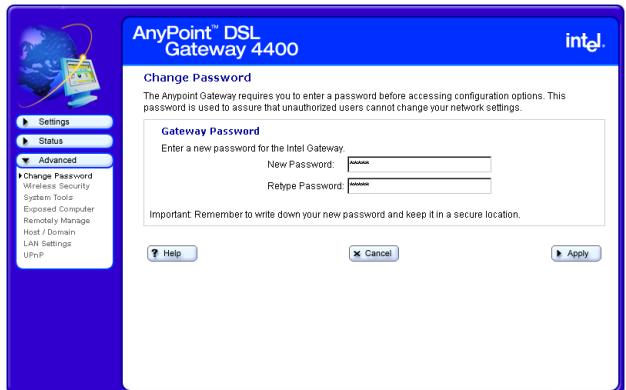 AnyPoint™ DSL
Gateway 4400
intel.
Settings
Status
Advanced
Change Password
Wireless Security
System Tools
Exposed Computer
Remotely Manage
Host / Domain
LAN Settings
UPnP
Change Password
The Anypoint Gateway requires you to enter a password before accessing configuration options. This
password is used to assure that unauthorized users cannot change your network settings.
Gateway Password
Enter a new password for the Intel Gateway.
New Password: *****
Retype Password: *****
Important: Remember to write down your new password and keep it in a secure location.
? Help
Cancel
Apply